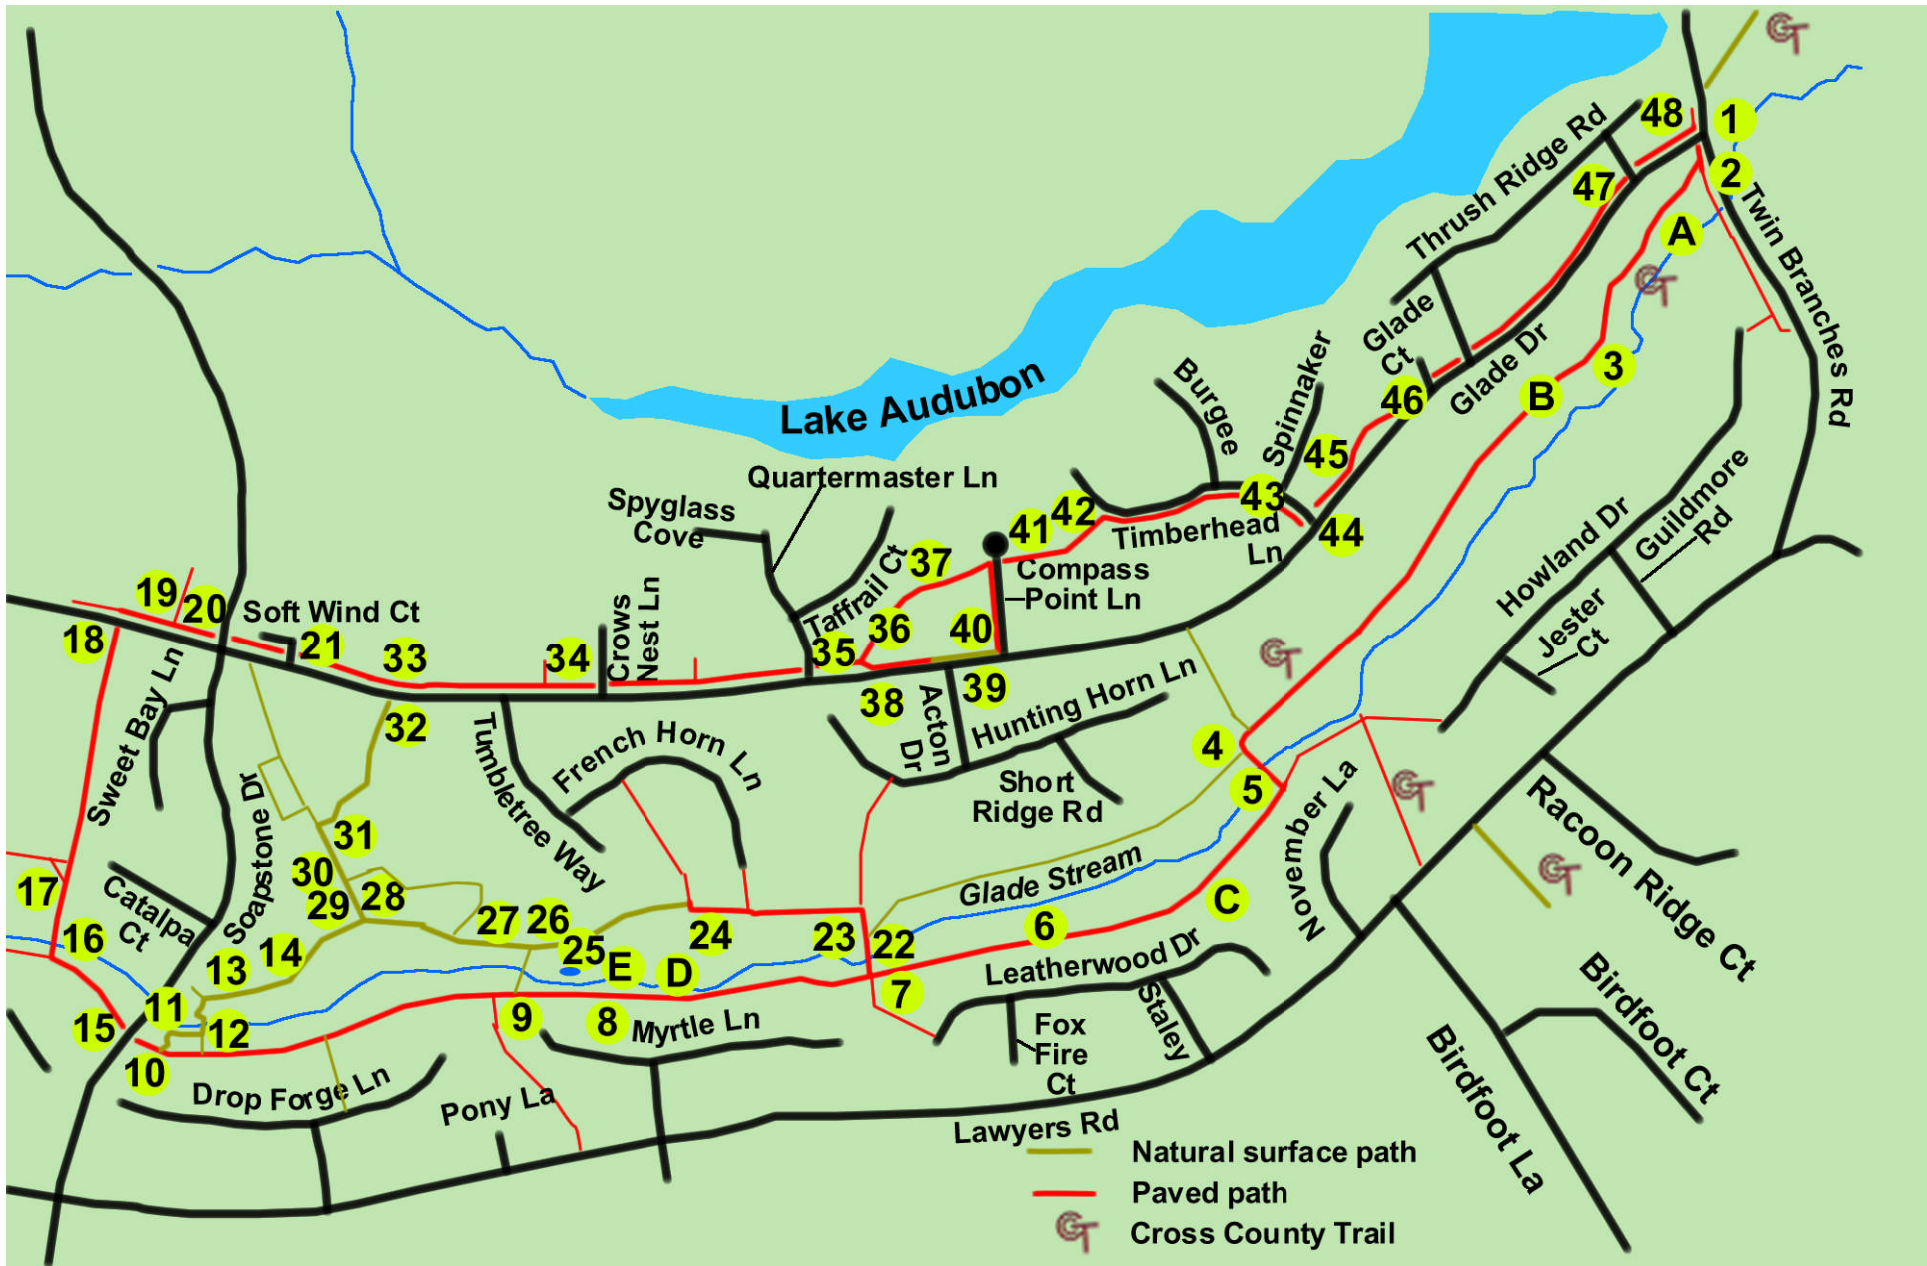 CT
48
1
Thrush Ridge Rd
47
2
Twin Branches Rd
A
CT
Glade
Ct
Glade Dr
3
Lake Audubon
Burgee
Spinnaker
46
B
45
Quartermaster Ln
Spyglass
Cove
43
42
41
Timberhead
Ln
44
Howland Dr
Guildmore
Rd
37
Taffrail Ct
Compass
Point Ln
19
20
Soft Wind Ct
Crows
Nest Ln
Jester
Ct
18
21
33
34
35
36
40
CT
Sweet Bay Ln
32
38
39
Acton
Dr
Hunting Horn Ln
4
Tumbletree Way
French Horn Ln
Short
Ridge Rd
5
CT
Soapstone Dr
31
November La
Racoon Ridge Ct
30
28
29
Glade Stream
CT
17
Catalpa
Ct
C
16
14
27
26
25
24
23
22
6
13
E
D
Leatherwood Dr
7
11
15
12
9
8
Myrtle Ln
Staley
Fox
Fire
Ct
Birdfoot Ct
10
Drop Forge Ln
Pony La
Lawyers Rd
Birdfoot La
Natural surface path
Paved path
CT
Cross County Trail